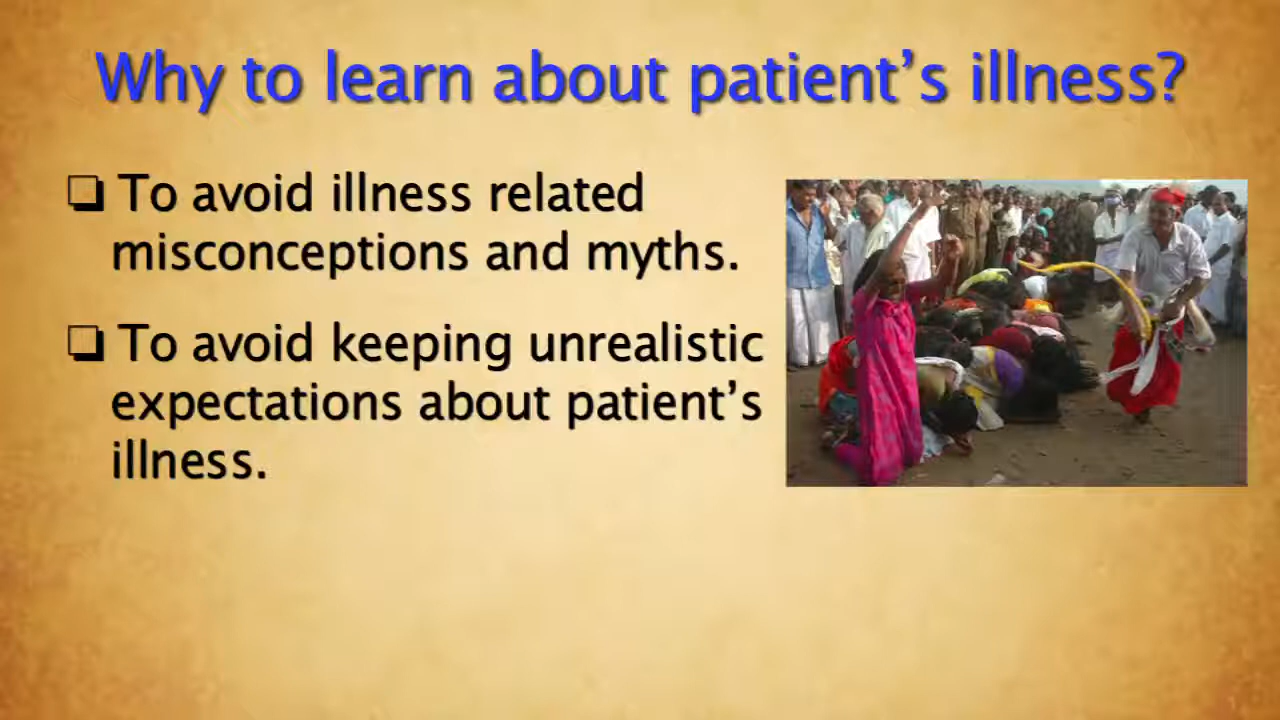 Why to learn about patient’s illness?
❑ To avoid illness related
misconceptions and myths.
❑ To avoid keeping unrealistic
expectations about patient’s
illness.